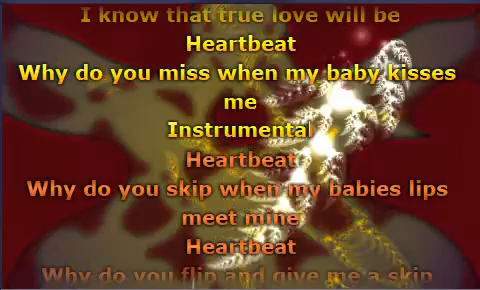 I know that true love will be
Heartbeat
Why do you miss when my baby kisses
me
Instrumental
Heartbeat
Why do you skip when my babies lips
meet mine
Heartbeat
Why do you flip and give me a skip